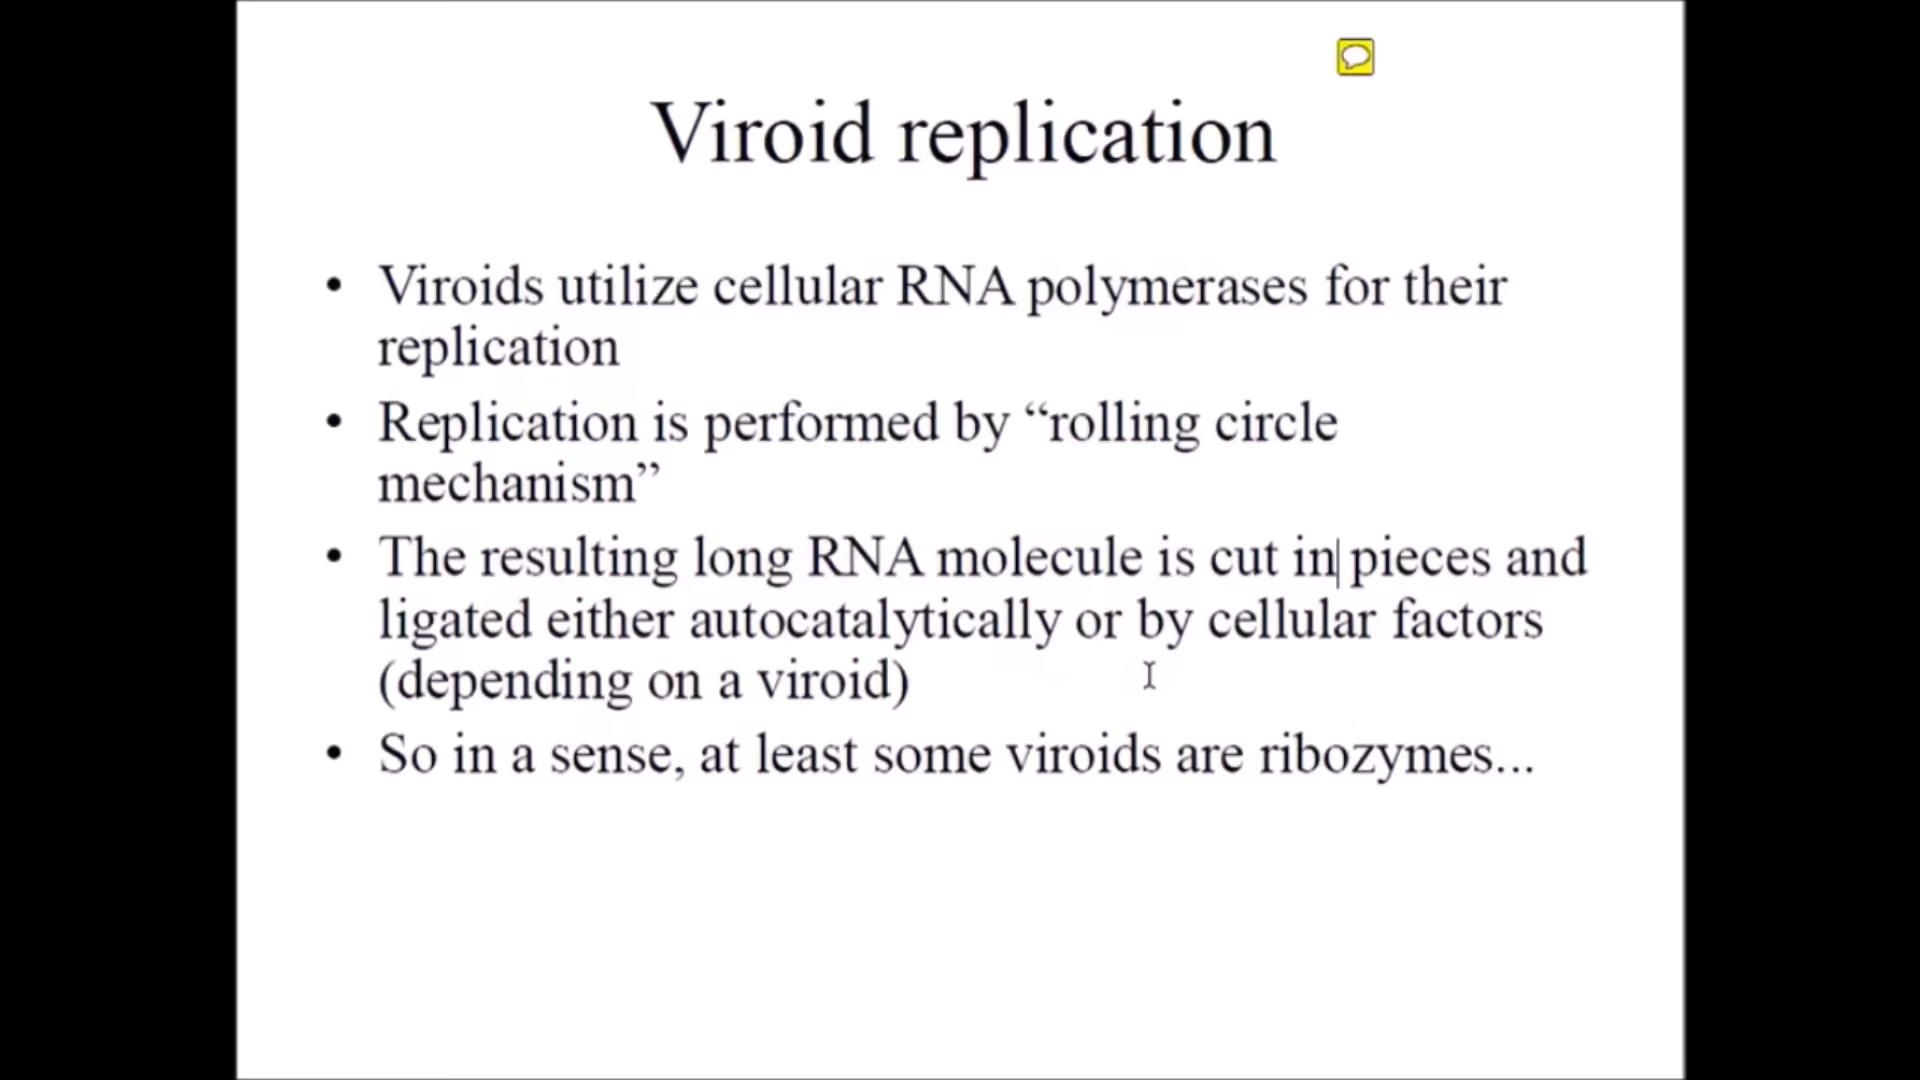 Viroid replication
• Viroids utilize cellular RNA polymerases for their
replication
• Replication is performed by “rolling circle
mechanism”
• The resulting long RNA molecule is cut in pieces and
ligated either autocatalytically or by cellular factors
(depending on a viroid)
• So in a sense, at least some viroids are ribozymes...